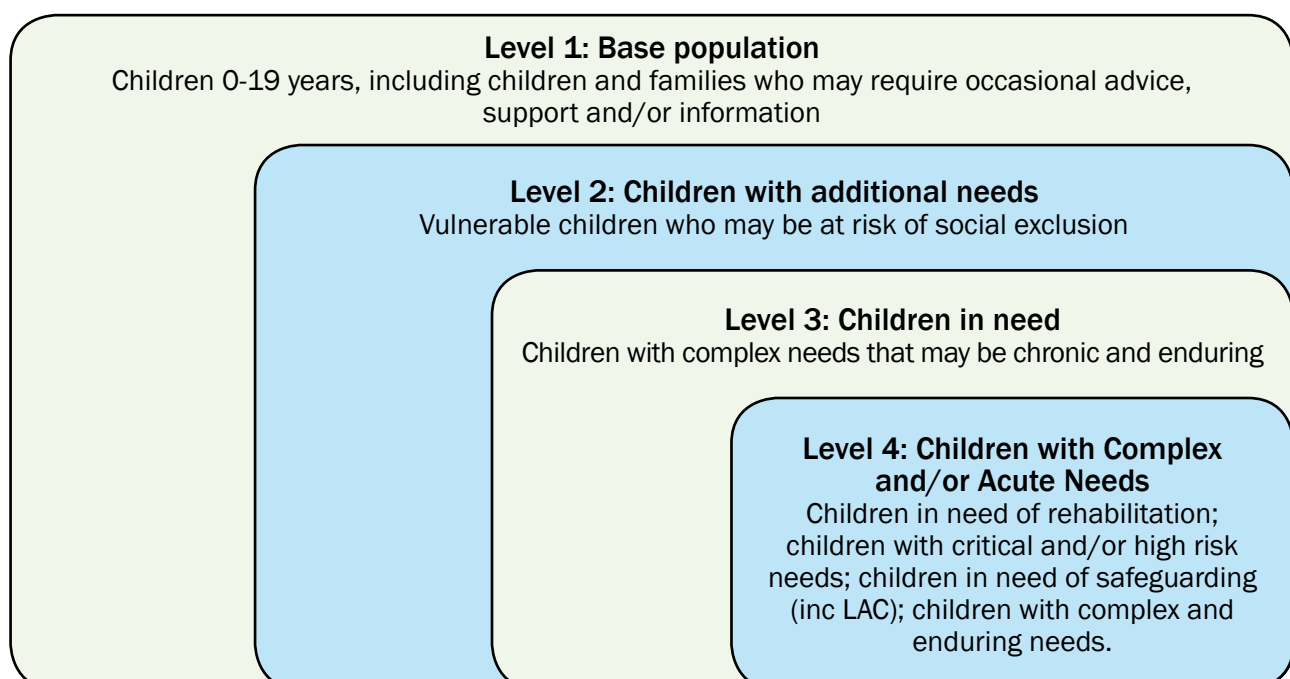 Level 1: Base population
Children 0-19 years, including children and families who may require occasional advice,
support and/or information
Level 2: Children with additional needs
Vulnerable children who may be at risk of social exclusion
Level 3: Children in need
Children with complex needs that may be chronic and enduring
Level 4: Children with Complex
and/or Acute Needs
Children in need of rehabilitation;
children with critical and/or high risk
needs; children in need of safeguarding
(inc LAC); children with complex and
enduring needs.